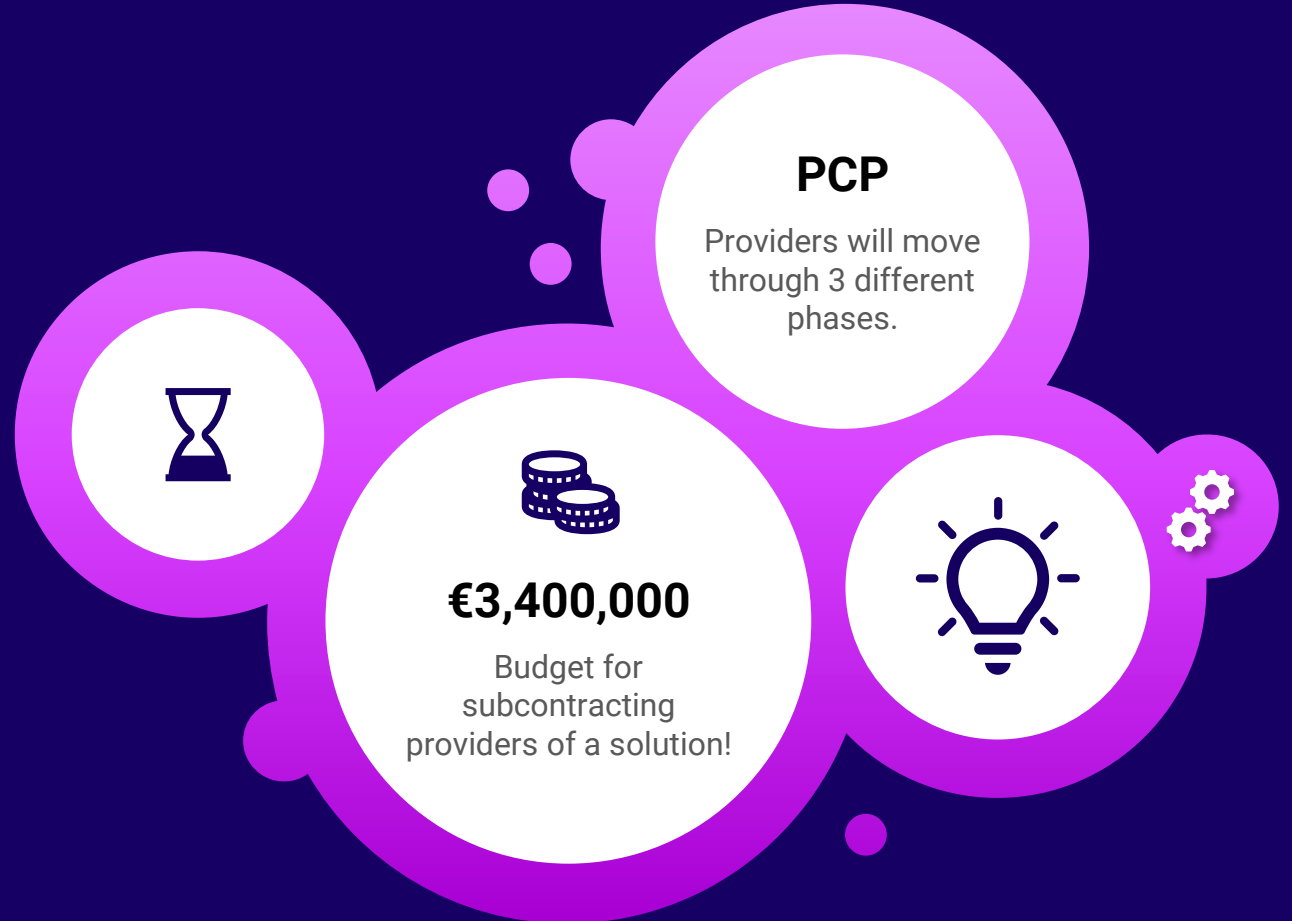 PCP
Providers will move
through 3 different
phases.
€3,400,000
Budget for
subcontracting
providers of a solution!